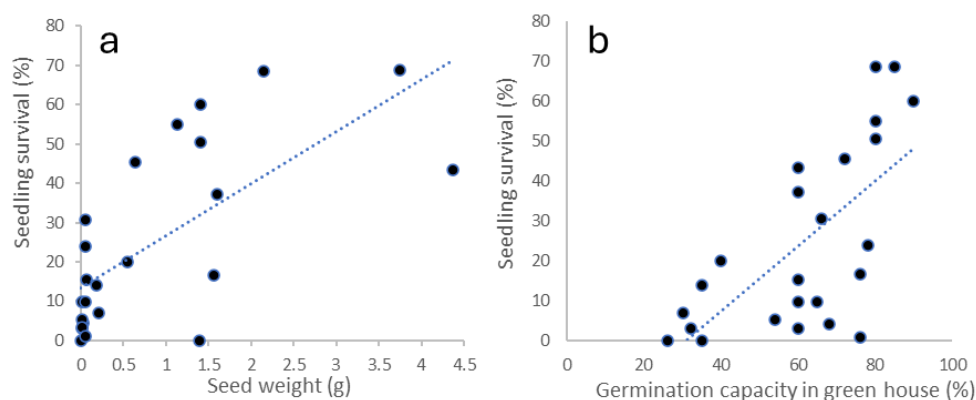 a
Seedling survival (%)
80
70
60
50
40
30
20
10
0
0 0.5 1 1.5 2 2.5 3 3.5 4 4.5
Seed weight (g)
b
Seedling survival (%)
80
70
60
50
40
30
20
10
0
0 20 40 60 80 100
Germination capacity in green house (%)